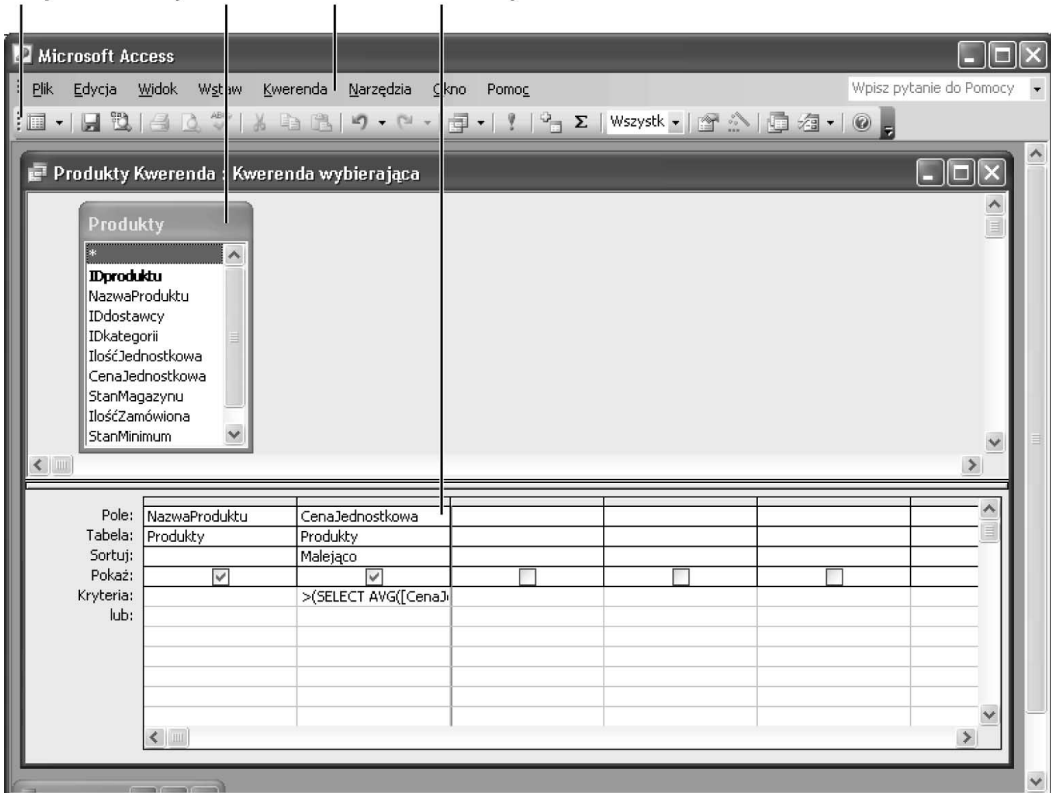 Microsoft Access
Plik Edycja Widok Wstaw Kwerenda Narzędzia Okno Pomoc Wpisz pytanie do Pomocy
Wszystk
Produkty Kwerenda : Kwerenda wybierająca
Produkty
*
IDproduktu
NazwaProduktu
IDdostawcy
IDkategorii
IlośćJednostkowa
CenaJednostkowa
StanMagazynu
IlośćZamówiona
StanMinimum
Pole: NazwaProduktu CenaJednostkowa
Tabela: Produkty Produkty
Sortuj: Malejąco
Pokaż:
Kryteria: >(SELECT AVG([CenaJ
lub: